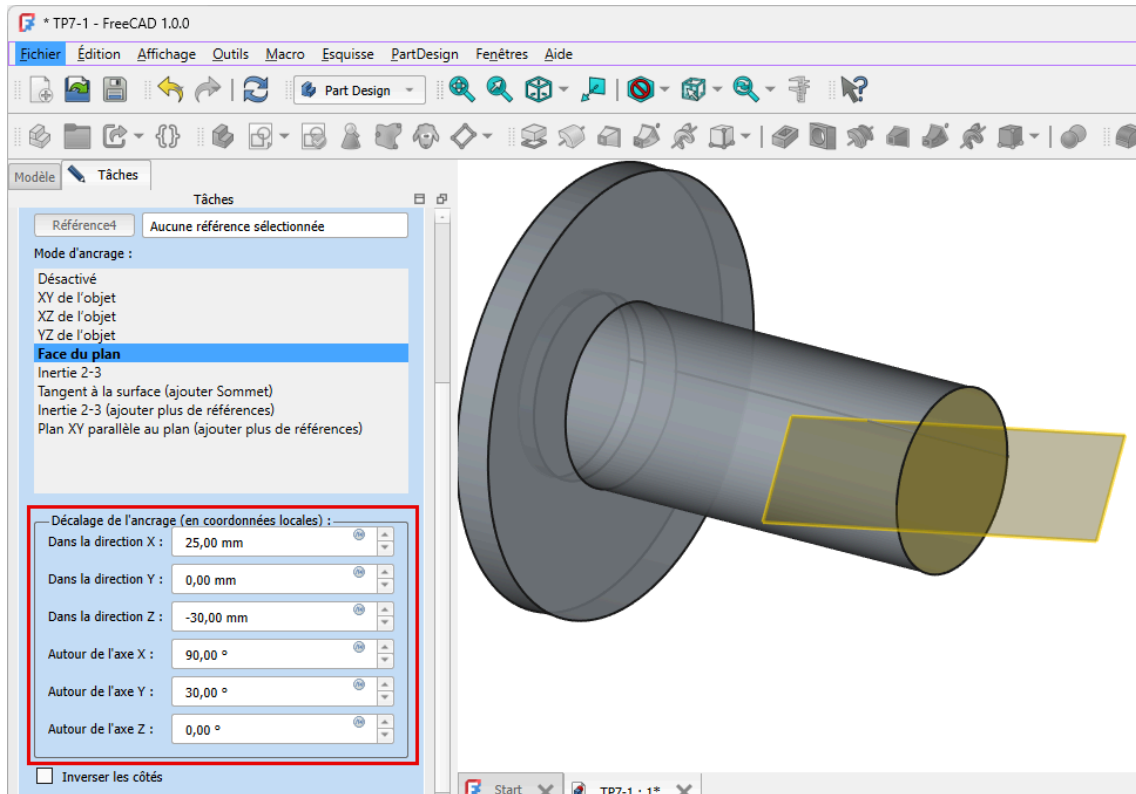 * TP7-1 - FreeCAD 1.0.0
Fichier Édition Affichage Outils Macro Esquisse PartDesign Fenêtres Aide
Part Design
Modèle Tâches
Tâches
Référence4 Aucune référence sélectionnée
Mode d'ancrage :
Désactivé
XY de l'objet
XZ de l'objet
YZ de l'objet
Face du plan
Inertie 2-3
Tangent à la surface (ajouter Sommet)
Inertie 2-3 (ajouter plus de références)
Plan XY parallèle au plan (ajouter plus de références)
Décalage de l'ancrage (en coordonnées locales) :
Dans la direction X : 25,00 mm
Dans la direction Y : 0,00 mm
Dans la direction Z : -30,00 mm
Autour de l'axe X : 90,00 °
Autour de l'axe Y : 30,00 °
Autour de l'axe Z : 0,00 °
Inverser les côtés
Start TP7-1 : 1*